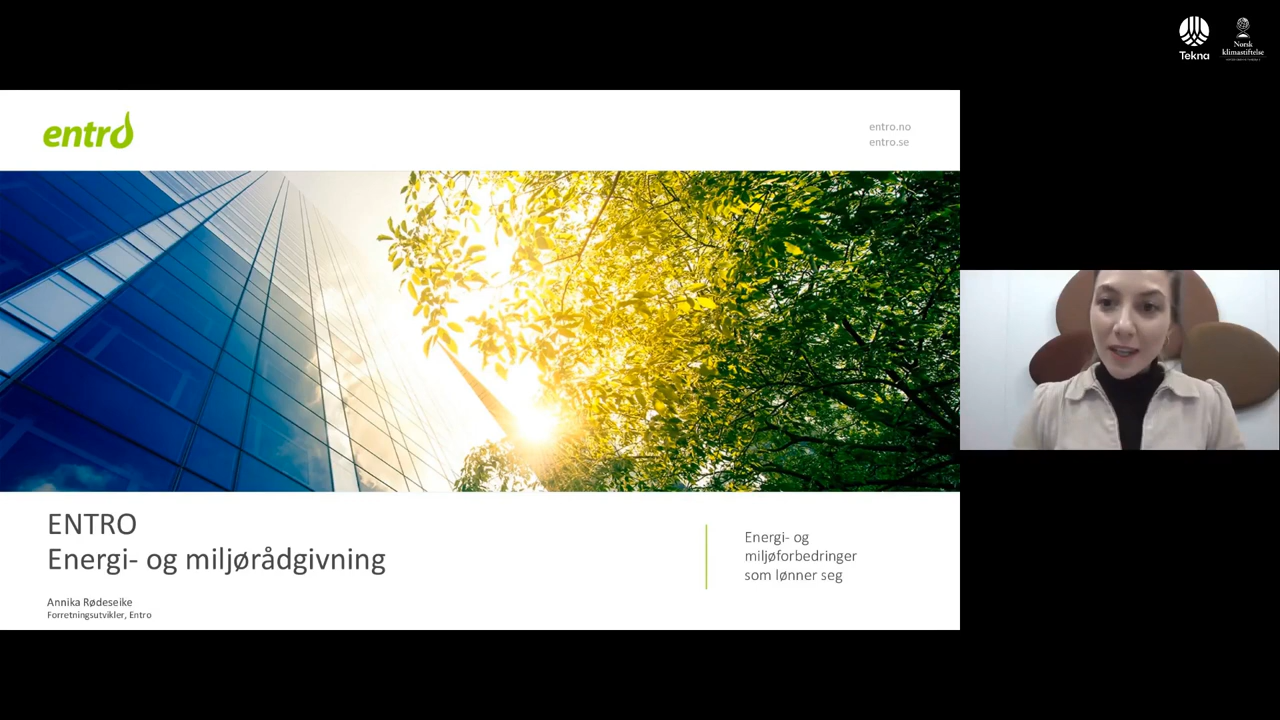 Tekna
Norsk
klimastiftelse
entro
entro.no
entro.se
ENTRO
Energi- og miljørådgivning
Annika Rødeseike
Forretningsutvikler, Entro
Energi- og
miljøforbedringer
som lønner seg